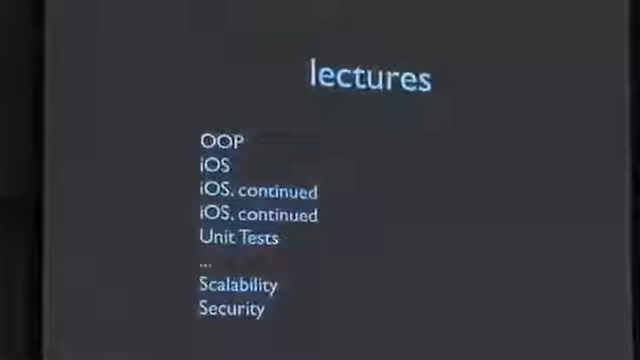 lectures
OOP
iOS
iOS, continued
iOS, continued
Unit Tests
...
Scalability
Security